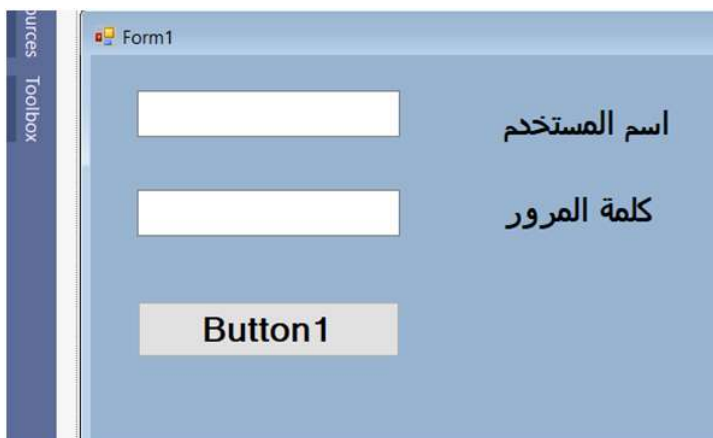 ources
Toolbox
Form1
اسم المستخدم
كلمة المرور
Button1